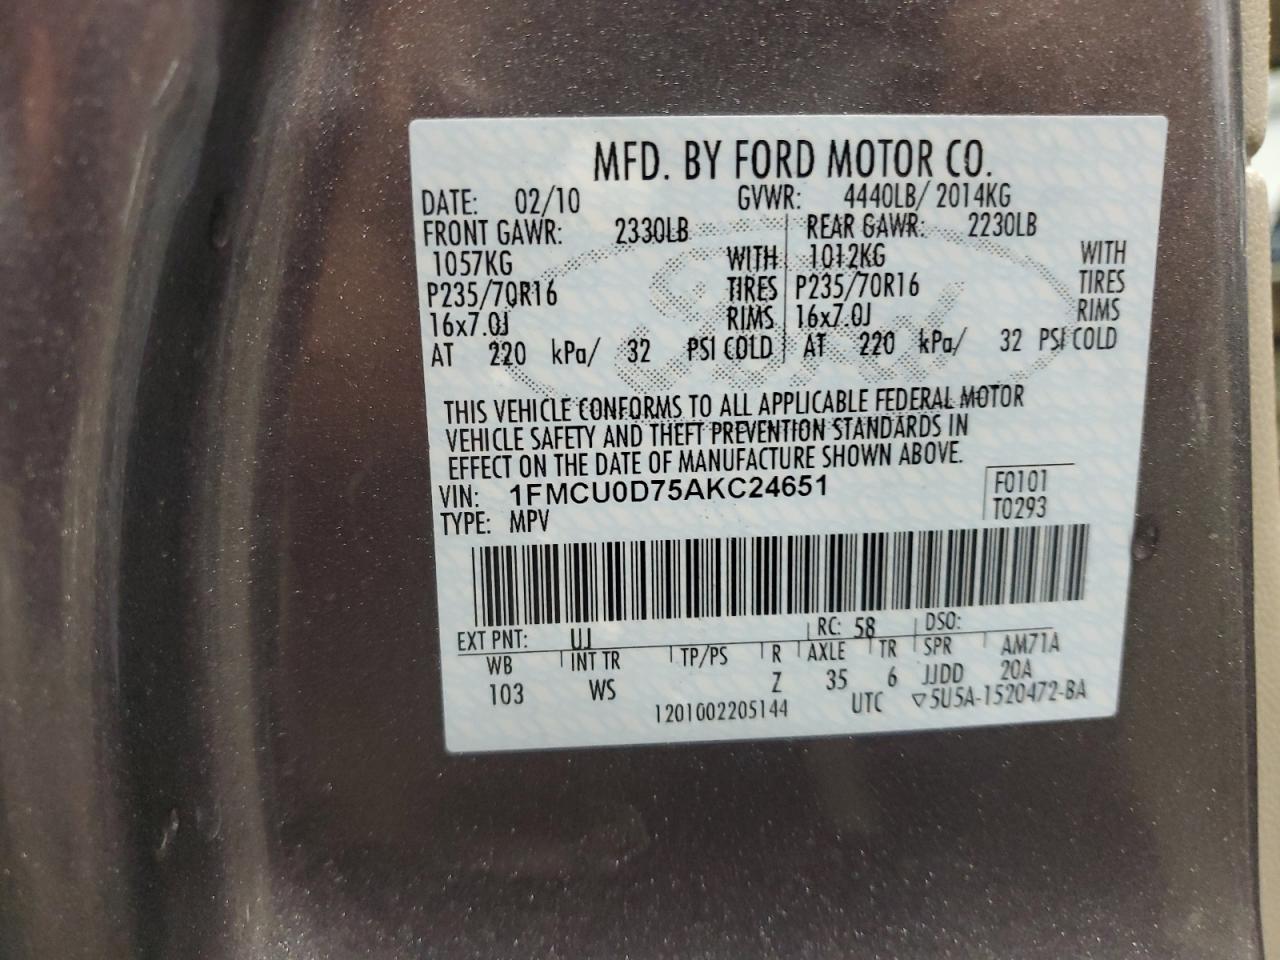 MFD. BY FORD MOTOR CO.
DATE: 02/10 GVWR: 4440LB/ 2014KG
FRONT GAWR: 2330LB REAR GAWR: 2230LB
1057KG WITH 1012KG WITH
P235/70R16 TIRES P235/70R16 TIRES
16x7.0J RIMS 16x7.0J RIMS
AT 220 kPa/ 32 PSI COLD AT 220 kPa/ 32 PSI COLD
THIS VEHICLE CONFORMS TO ALL APPLICABLE FEDERAL MOTOR
VEHICLE SAFETY AND THEFT PREVENTION STANDARDS IN
EFFECT ON THE DATE OF MANUFACTURE SHOWN ABOVE.
VIN: 1FMCU0D75AKC24651 F0101
TYPE: MPV T0293
EXT PNT: UJ RC: 58 DSO:
WB INT TR TP/PS R AXLE TR SPR AM71A
103 WS Z 35 6 JJDD 20A
1201002205144 UTC ▽5U5A-1520472-BA